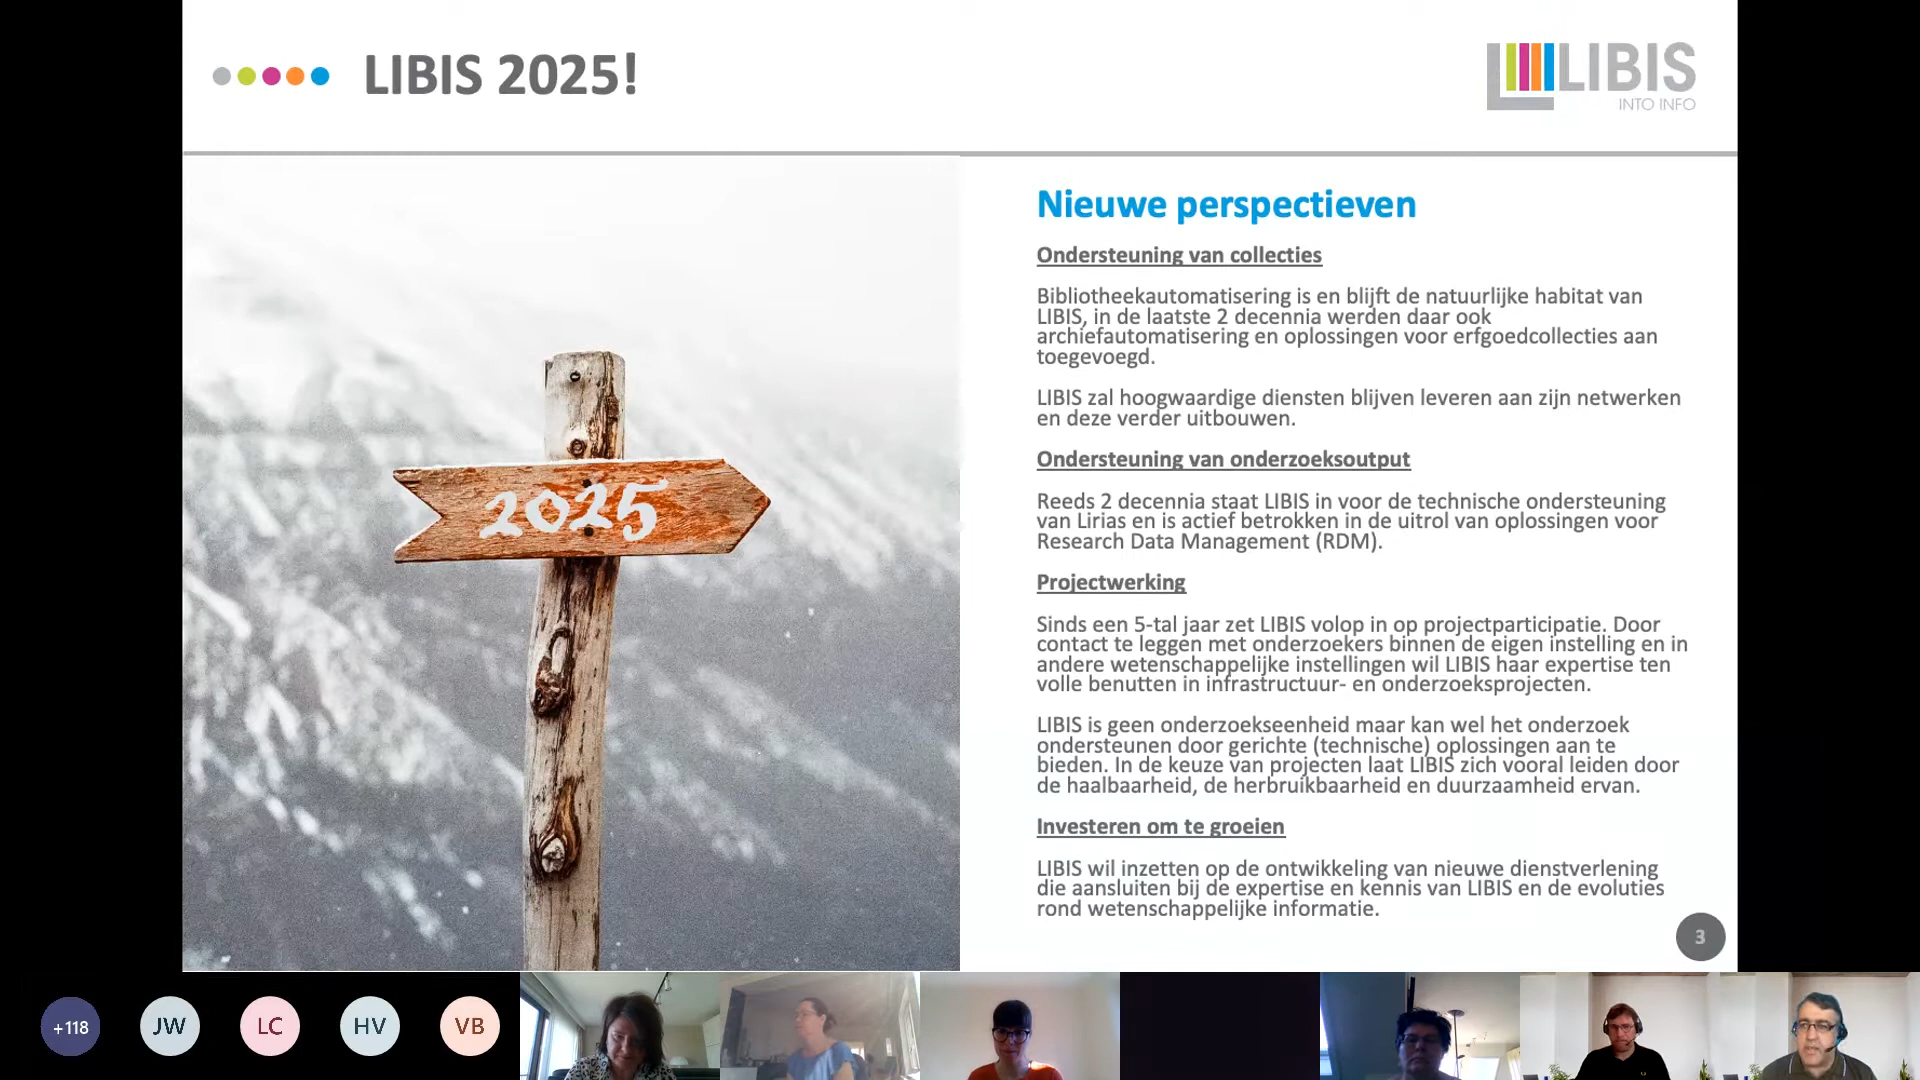 LIBIS 2025!
LIBIS
INTO INFO
2025
Nieuwe perspectieven
Ondersteuning van collecties
Bibliotheekautomatisering is en blijft de natuurlijke habitat van
LIBIS, in de laatste 2 decennia werden daar ook
archiefautomatisering en oplossingen voor erfgoedcollecties aan
toegevoegd.
LIBIS zal hoogwaardige diensten blijven leveren aan zijn netwerken
en deze verder uitbouwen.
Ondersteuning van onderzoeksoutput
Reeds 2 decennia staat LIBIS in voor de technische ondersteuning
van Lirias en is actief betrokken in de uitrol van oplossingen voor
Research Data Management (RDM).
Projectwerking
Sinds een 5-tal jaar zet LIBIS volop in op projectparticipatie. Door
contact te leggen met onderzoekers binnen de eigen instelling en in
andere wetenschappelijke instellingen wil LIBIS haar expertise ten
volle benutten in infrastructuur- en onderzoeksprojecten.
LIBIS is geen onderzoekseenheid maar kan wel het onderzoek
ondersteunen door gerichte (technische) oplossingen aan te
bieden. In de keuze van projecten laat LIBIS zich vooral leiden door
de haalbaarheid, de herbruikbaarheid en duurzaamheid ervan.
Investeren om te groeien
LIBIS wil inzetten op de ontwikkeling van nieuwe dienstverlening
die aansluiten bij de expertise en kennis van LIBIS en de evoluties
rond wetenschappelijke informatie.
3
+118
JW
LC
HV
VB